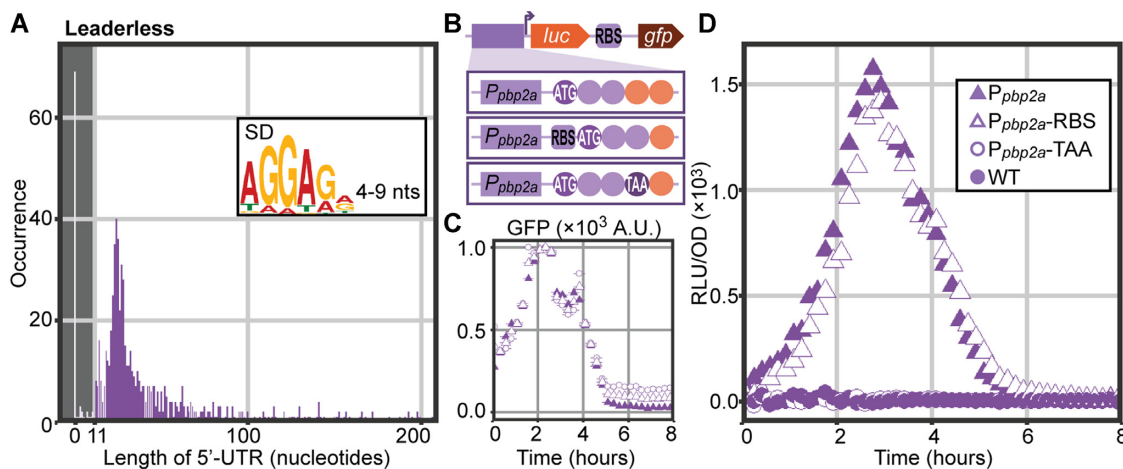 A
Leaderless
Occurrence
60
40
20
0
SD
AGGAGA
4-9 nts
0 11 100 200
Length of 5'-UTR (nucleotides)
B
luc RBS gfp
Ppbp2a ATG
Ppbp2a RBS ATG
Ppbp2a ATG TAA
C
GFP (×10³ A.U.)
1.0
0.5
0.0
0 2 4 6 8
Time (hours)
D
RLU/OD (×10³)
1.5
1.0
0.5
0.0
Ppbp2a
Ppbp2a-RBS
Ppbp2a-TAA
WT
0 2 4 6 8
Time (hours)